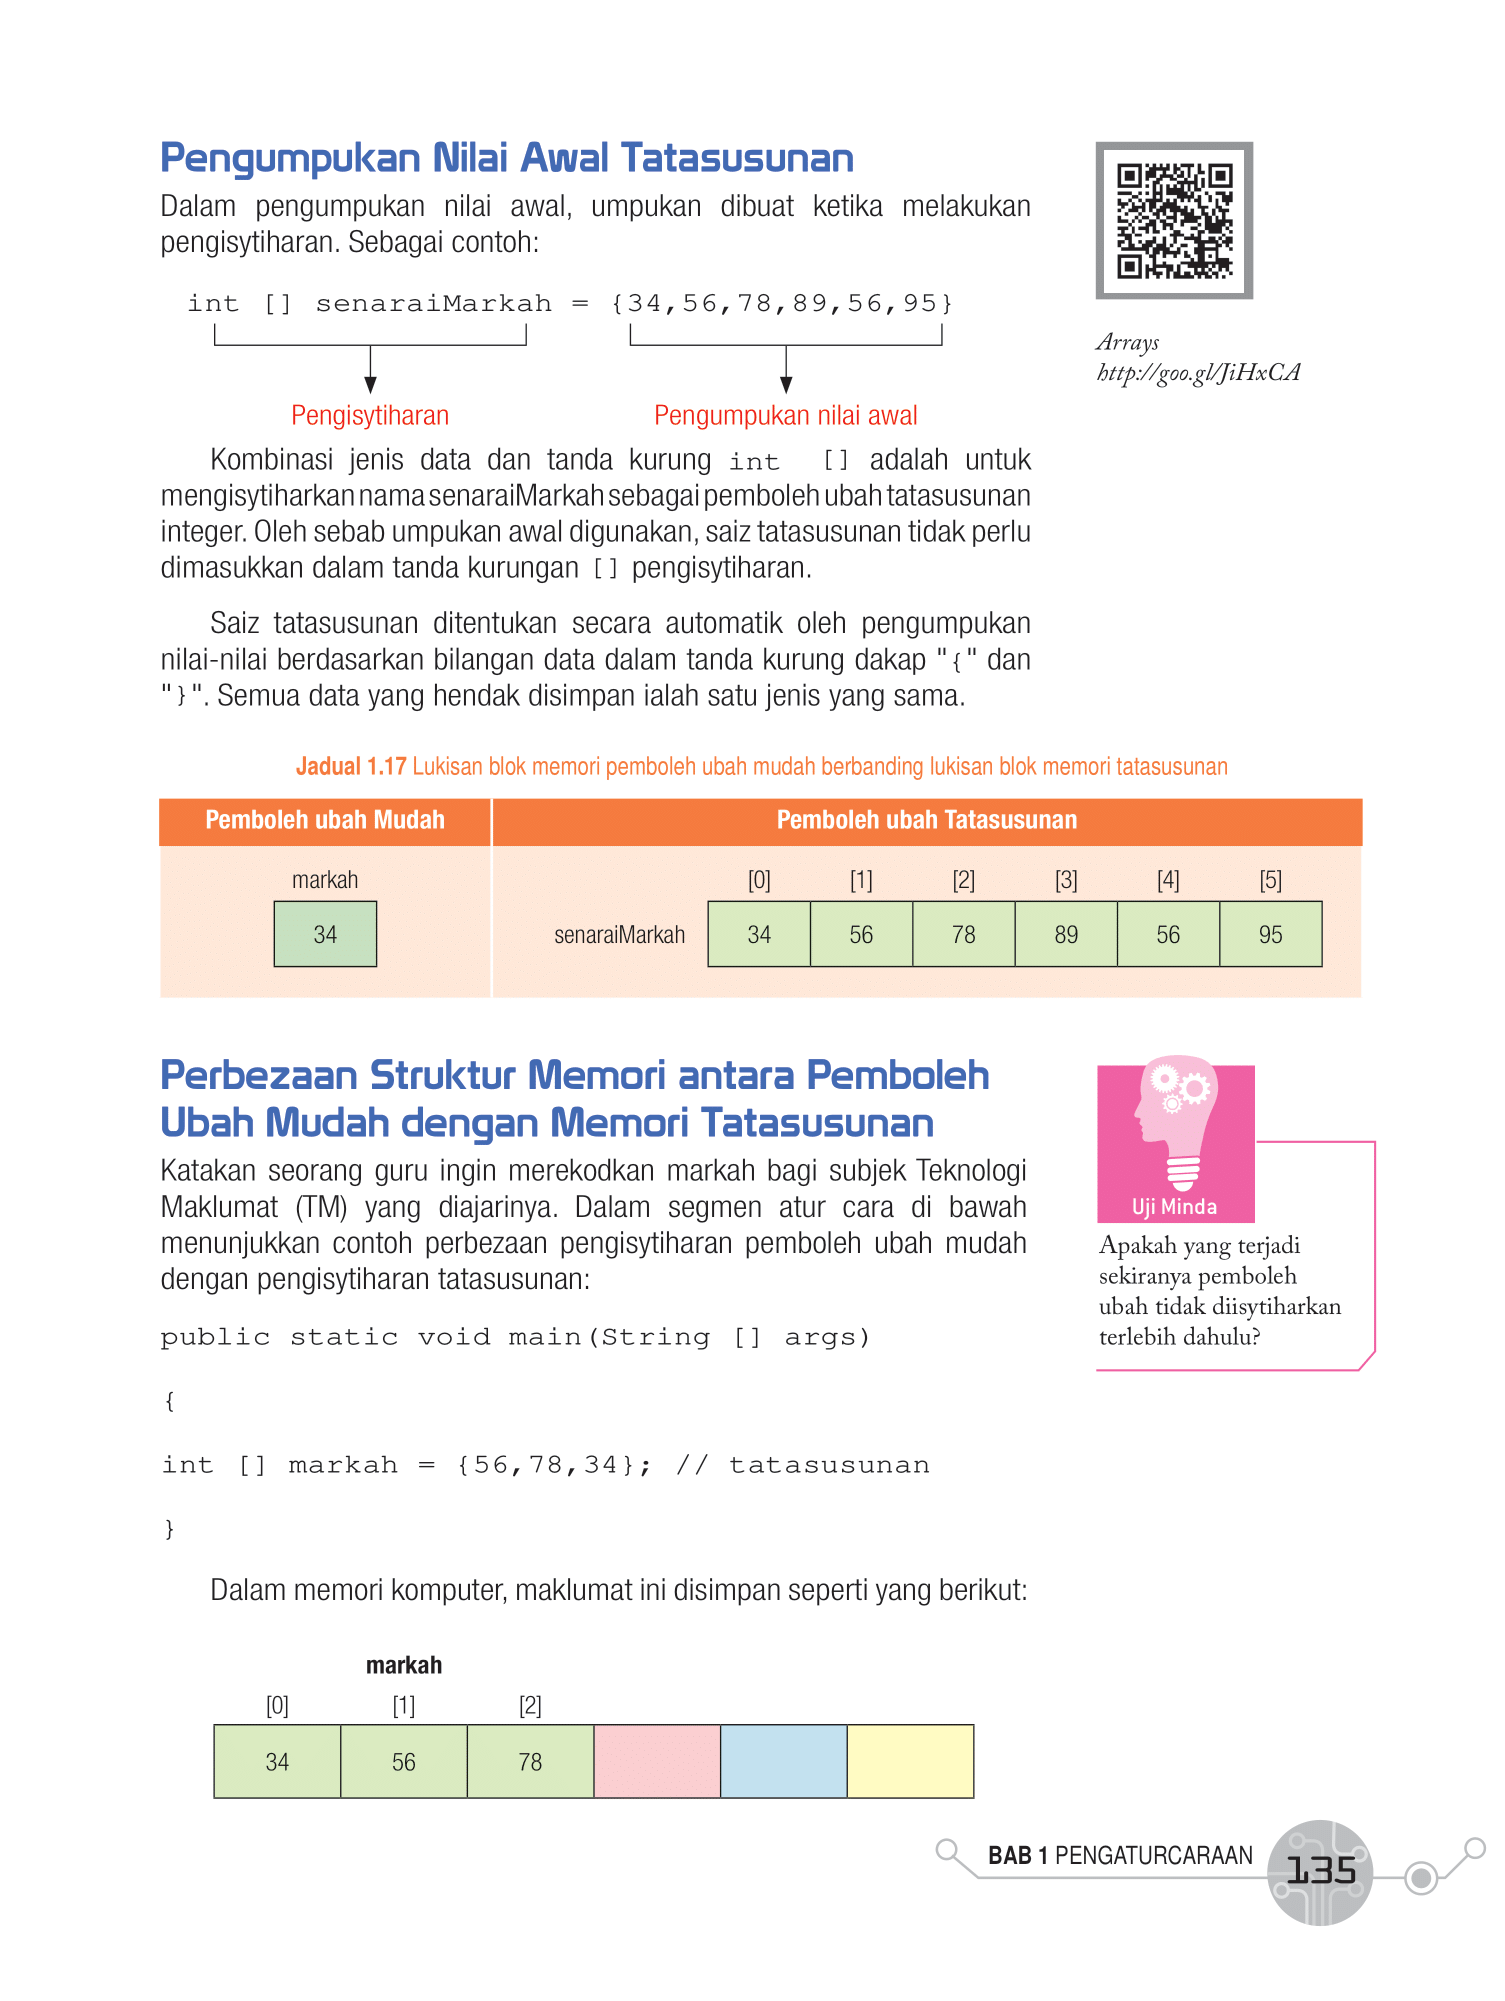 Pengumpukan Nilai Awal Tatasusunan
Dalam pengumpukan nilai awal, umpukan dibuat ketika melakukan
pengisytiharan. Sebagai contoh:
int [] senaraiMarkah = {34,56,78,89,56,95}
Pengisytiharan
Pengumpukan nilai awal
Arrays
http://goo.gl/JiHxCA
Kombinasi jenis data dan tanda kurung int [] adalah untuk
mengisytiharkan nama senaraiMarkah sebagai pemboleh ubah tatasusunan
integer. Oleh sebab umpukan awal digunakan, saiz tatasusunan tidak perlu
dimasukkan dalam tanda kurungan [] pengisytiharan.
Saiz tatasusunan ditentukan secara automatik oleh pengumpukan
nilai-nilai berdasarkan bilangan data dalam tanda kurung dakap "{" dan
"}". Semua data yang hendak disimpan ialah satu jenis yang sama.
Jadual 1.17 Lukisan blok memori pemboleh ubah mudah berbanding lukisan blok memori tatasusunan
Pemboleh ubah Mudah
Pemboleh ubah Tatasusunan
markah
34
[0] [1] [2] [3] [4] [5]
senaraiMarkah 34 56 78 89 56 95
Perbezaan Struktur Memori antara Pemboleh
Ubah Mudah dengan Memori Tatasusunan
Katakan seorang guru ingin merekodkan markah bagi subjek Teknologi
Maklumat (TM) yang diajarinya. Dalam segmen atur cara di bawah
menunjukkan contoh perbezaan pengisytiharan pemboleh ubah mudah
dengan pengisytiharan tatasusunan:
public static void main(String [] args)
{
int [] markah = {56,78,34}; // tatasusunan
}
Uji Minda
Apakah yang terjadi
sekiranya pemboleh
ubah tidak diisytiharkan
terlebih dahulu?
Dalam memori komputer, maklumat ini disimpan seperti yang berikut:
markah
[0] [1] [2]
34 56 78
BAB 1 PENGATURCARAAN 135